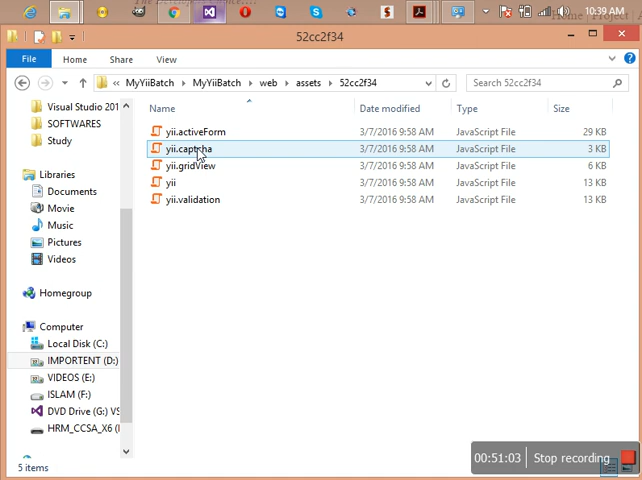 10:39 AM
Home | Project | A
52cc2f34
File Home Share View
MyYiiBatch MyYiiBatch web assets 52cc2f34 Search 52cc2f34
Name Date modified Type Size
Visual Studio 201
SOFTWARES
Study
Libraries
Documents
Movie
Music
Pictures
Videos
Homegroup
Computer
Local Disk (C:)
IMPORTENT (D:)
VIDEOS (E:)
ISLAM (F:)
DVD Drive (G:) VS
HRM_CCSA_X6 (
yii.activeForm 3/7/2016 9:58 AM JavaScript File 29 KB
yii.captcha 3/7/2016 9:58 AM JavaScript File 3 KB
yii.gridView 3/7/2016 9:58 AM JavaScript File 6 KB
yii 3/7/2016 9:58 AM JavaScript File 13 KB
yii.validation 3/7/2016 9:58 AM JavaScript File 13 KB
5 items
00:51:03 Stop recording